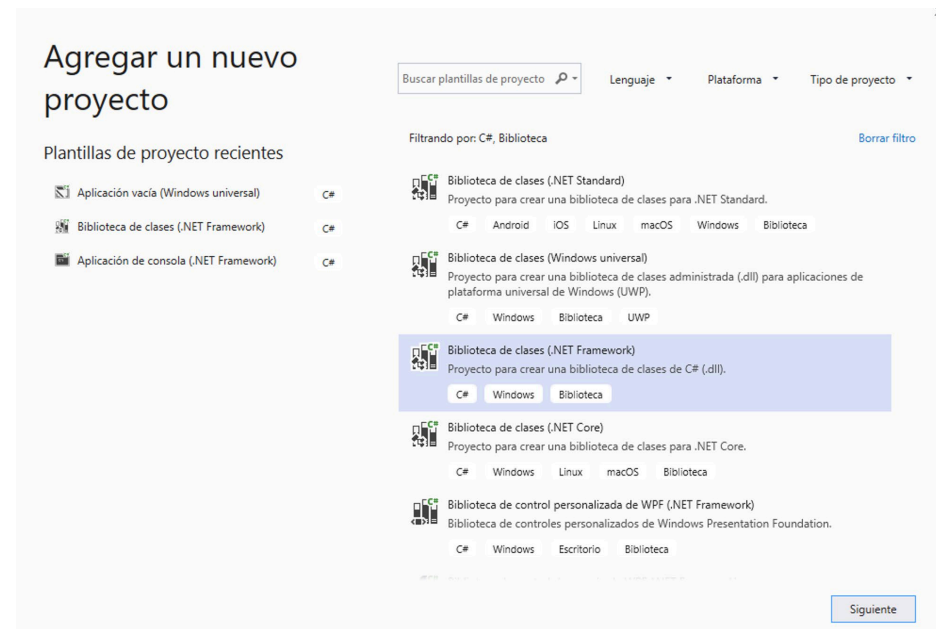 Agregar un nuevo
proyecto
Plantillas de proyecto recientes
Aplicación vacía (Windows universal) C#
Biblioteca de clases (.NET Framework) C#
Aplicación de consola (.NET Framework) C#
Buscar plantillas de proyecto Lenguaje Plataforma Tipo de proyecto
Filtrando por: C#, Biblioteca Borrar filtro
Biblioteca de clases (.NET Standard)
Proyecto para crear una biblioteca de clases para .NET Standard.
C# Android iOS Linux macOS Windows Biblioteca
Biblioteca de clases (Windows universal)
Proyecto para crear una biblioteca de clases administrada (.dll) para aplicaciones de
plataforma universal de Windows (UWP).
C# Windows Biblioteca UWP
Biblioteca de clases (.NET Framework)
Proyecto para crear una biblioteca de clases de C# (.dll).
C# Windows Biblioteca
Biblioteca de clases (.NET Core)
Proyecto para crear una biblioteca de clases para .NET Core.
C# Windows Linux macOS Biblioteca
Biblioteca de control personalizada de WPF (.NET Framework)
Biblioteca de controles personalizados de Windows Presentation Foundation.
C# Windows Escritorio Biblioteca
Siguiente